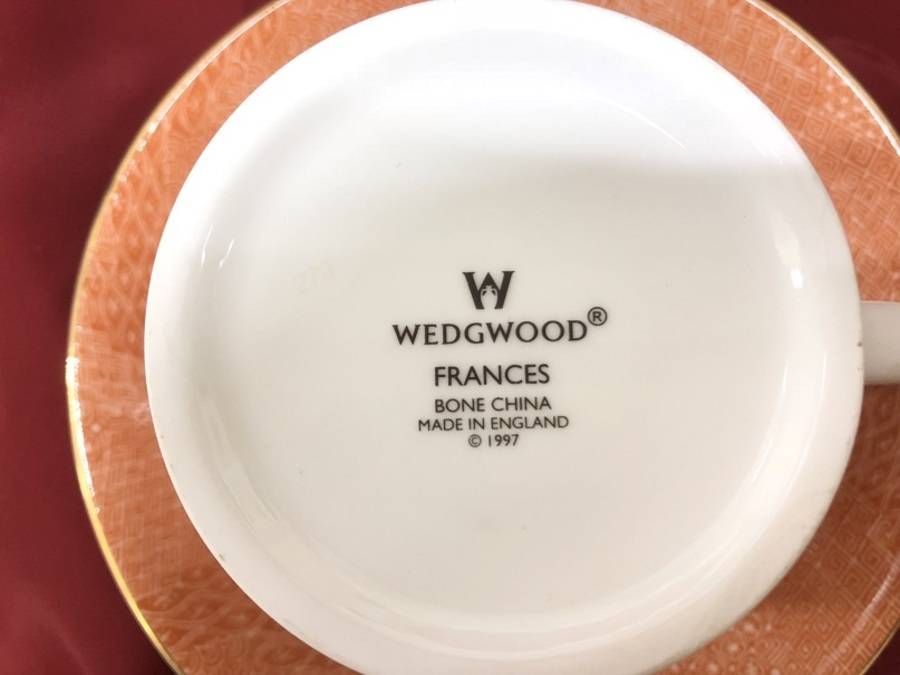 W
WEDGWOOD®
FRANCES
BONE CHINA
MADE IN ENGLAND
© 1997